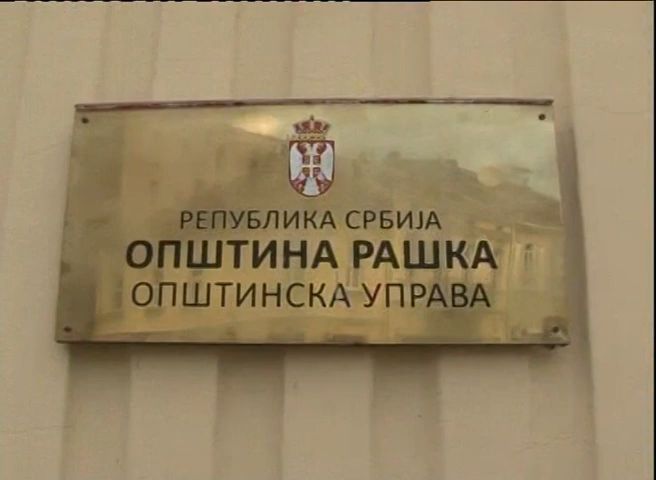 РЕПУБЛИКА СРБИЈА
ОПШТИНА РАШКА
ОПШТИНСКА УПРАВА